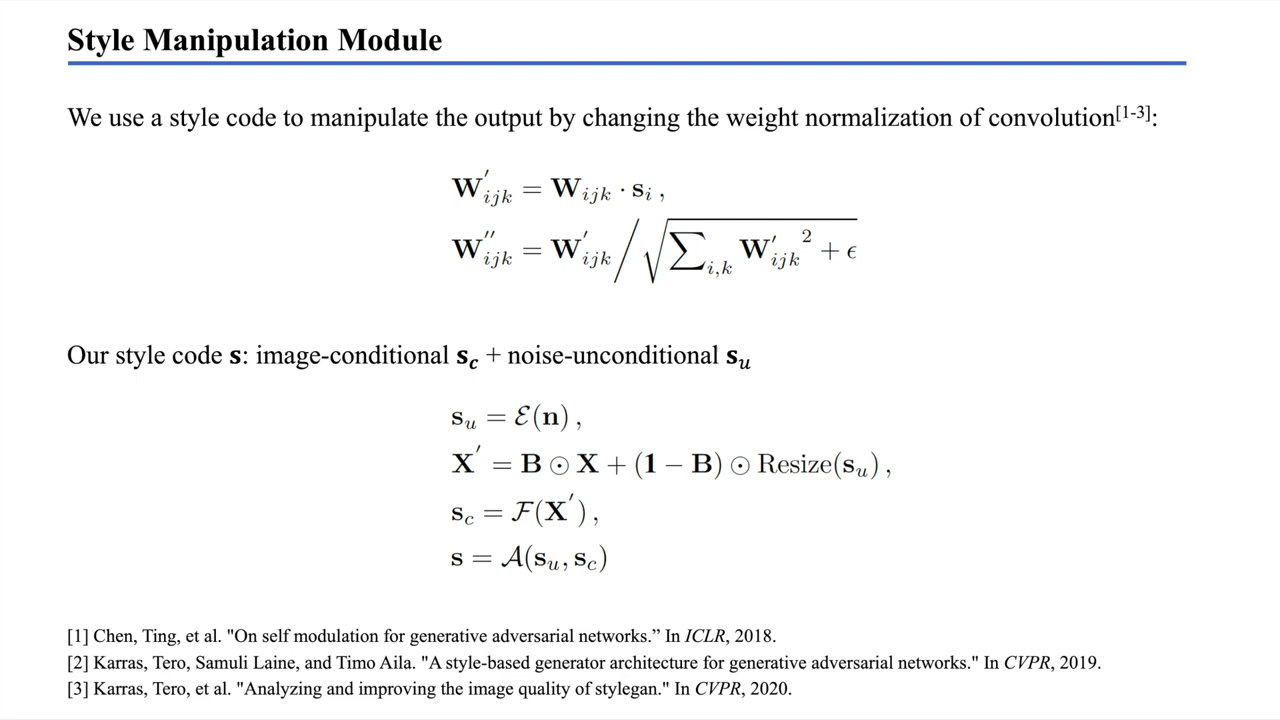 Style Manipulation Module
We use a style code to manipulate the output by changing the weight normalization of convolution[1-3]:
W′ijk = Wijk · si ,
W″ijk = W′ijk / √(∑i,k W′ijk² + ϵ
Our style code s: image-conditional sc + noise-unconditional su
su = ℰ(n) ,
X′ = B ⊙ X + (1 − B) ⊙ Resize(su) ,
sc = ℱ(X′) ,
s = 𝒜(su, sc)
[1] Chen, Ting, et al. "On self modulation for generative adversarial networks.” In ICLR, 2018.
[2] Karras, Tero, Samuli Laine, and Timo Aila. "A style-based generator architecture for generative adversarial networks." In CVPR, 2019.
[3] Karras, Tero, et al. "Analyzing and improving the image quality of stylegan." In CVPR, 2020.